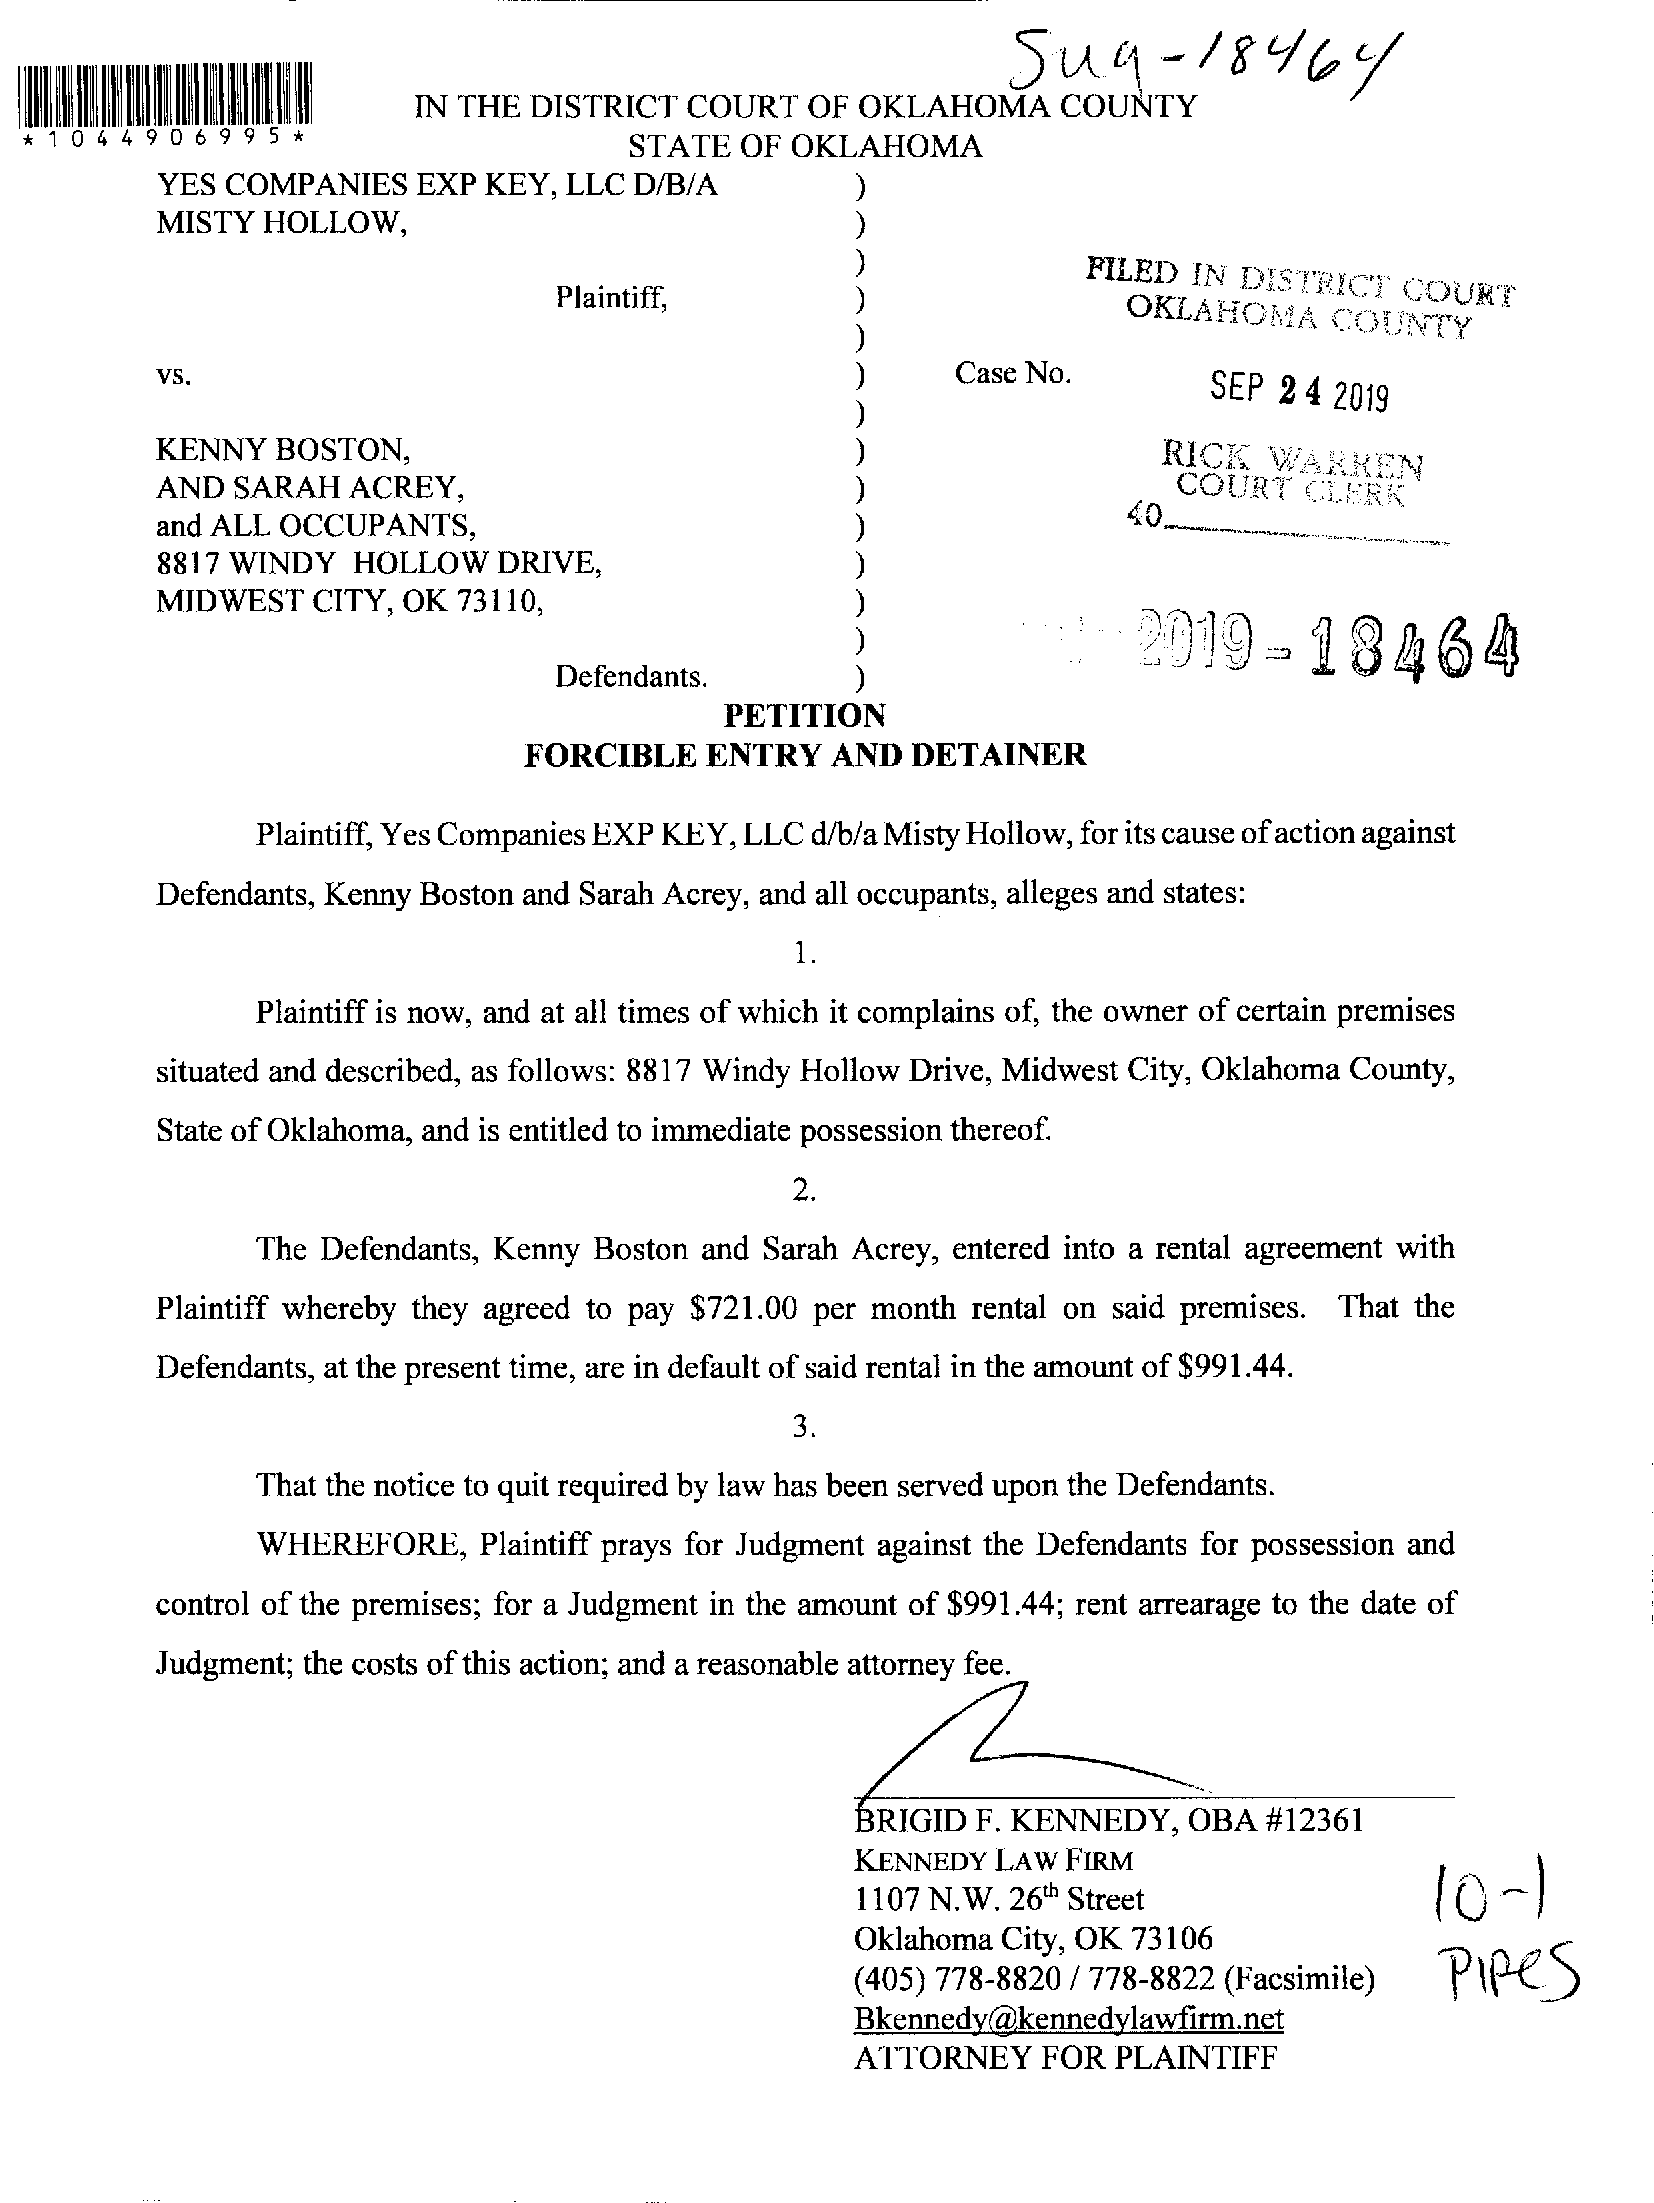 Suq-18464
*1044906995*
IN THE DISTRICT COURT OF OKLAHOMA COUNTY
STATE OF OKLAHOMA
YES COMPANIES EXP KEY, LLC D/B/A )
MISTY HOLLOW, )
)
Plaintiff, )
)
vs. ) Case No.
)
KENNY BOSTON, )
AND SARAH ACREY, )
and ALL OCCUPANTS, )
8817 WINDY HOLLOW DRIVE, )
MIDWEST CITY, OK 73110, )
)
Defendants. )
FILED IN DISTRICT COURT
OKLAHOMA COUNTY
SEP 24 2019
RICK WARREN
COURT CLERK
40
2019-18464
PETITION
FORCIBLE ENTRY AND DETAINER
Plaintiff, Yes Companies EXP KEY, LLC d/b/a Misty Hollow, for its cause of action against
Defendants, Kenny Boston and Sarah Acrey, and all occupants, alleges and states:
1.
Plaintiff is now, and at all times of which it complains of, the owner of certain premises
situated and described, as follows: 8817 Windy Hollow Drive, Midwest City, Oklahoma County,
State of Oklahoma, and is entitled to immediate possession thereof.
2.
The Defendants, Kenny Boston and Sarah Acrey, entered into a rental agreement with
Plaintiff whereby they agreed to pay $721.00 per month rental on said premises. That the
Defendants, at the present time, are in default of said rental in the amount of $991.44.
3.
That the notice to quit required by law has been served upon the Defendants.
WHEREFORE, Plaintiff prays for Judgment against the Defendants for possession and
control of the premises; for a Judgment in the amount of $991.44; rent arrearage to the date of
Judgment; the costs of this action; and a reasonable attorney fee.
BRIGID F. KENNEDY, OBA #12361
KENNEDY LAW FIRM
1107 N.W. 26th Street
Oklahoma City, OK 73106
(405) 778-8820 / 778-8822 (Facsimile)
Bkennedy@kennedylawfirm.net
ATTORNEY FOR PLAINTIFF
10-1
PIPES